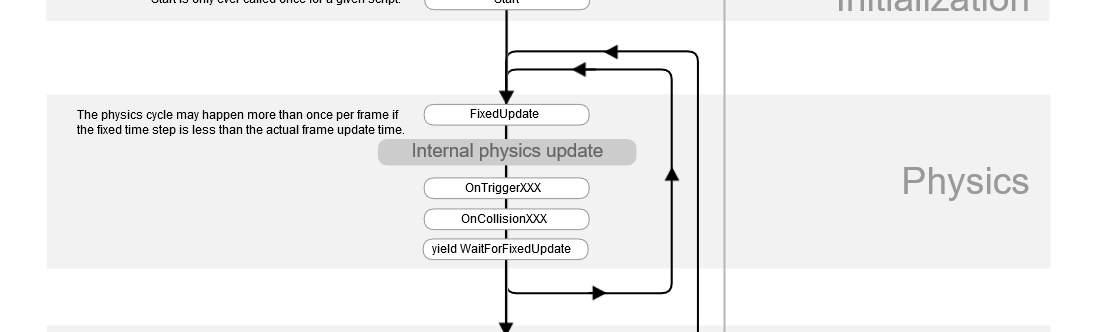 Start is only ever called once for a given script.
Start
Initialization
The physics cycle may happen more than once per frame if
the fixed time step is less than the actual frame update time.
FixedUpdate
Internal physics update
OnTriggerXXX
OnCollisionXXX
yield WaitForFixedUpdate
Physics